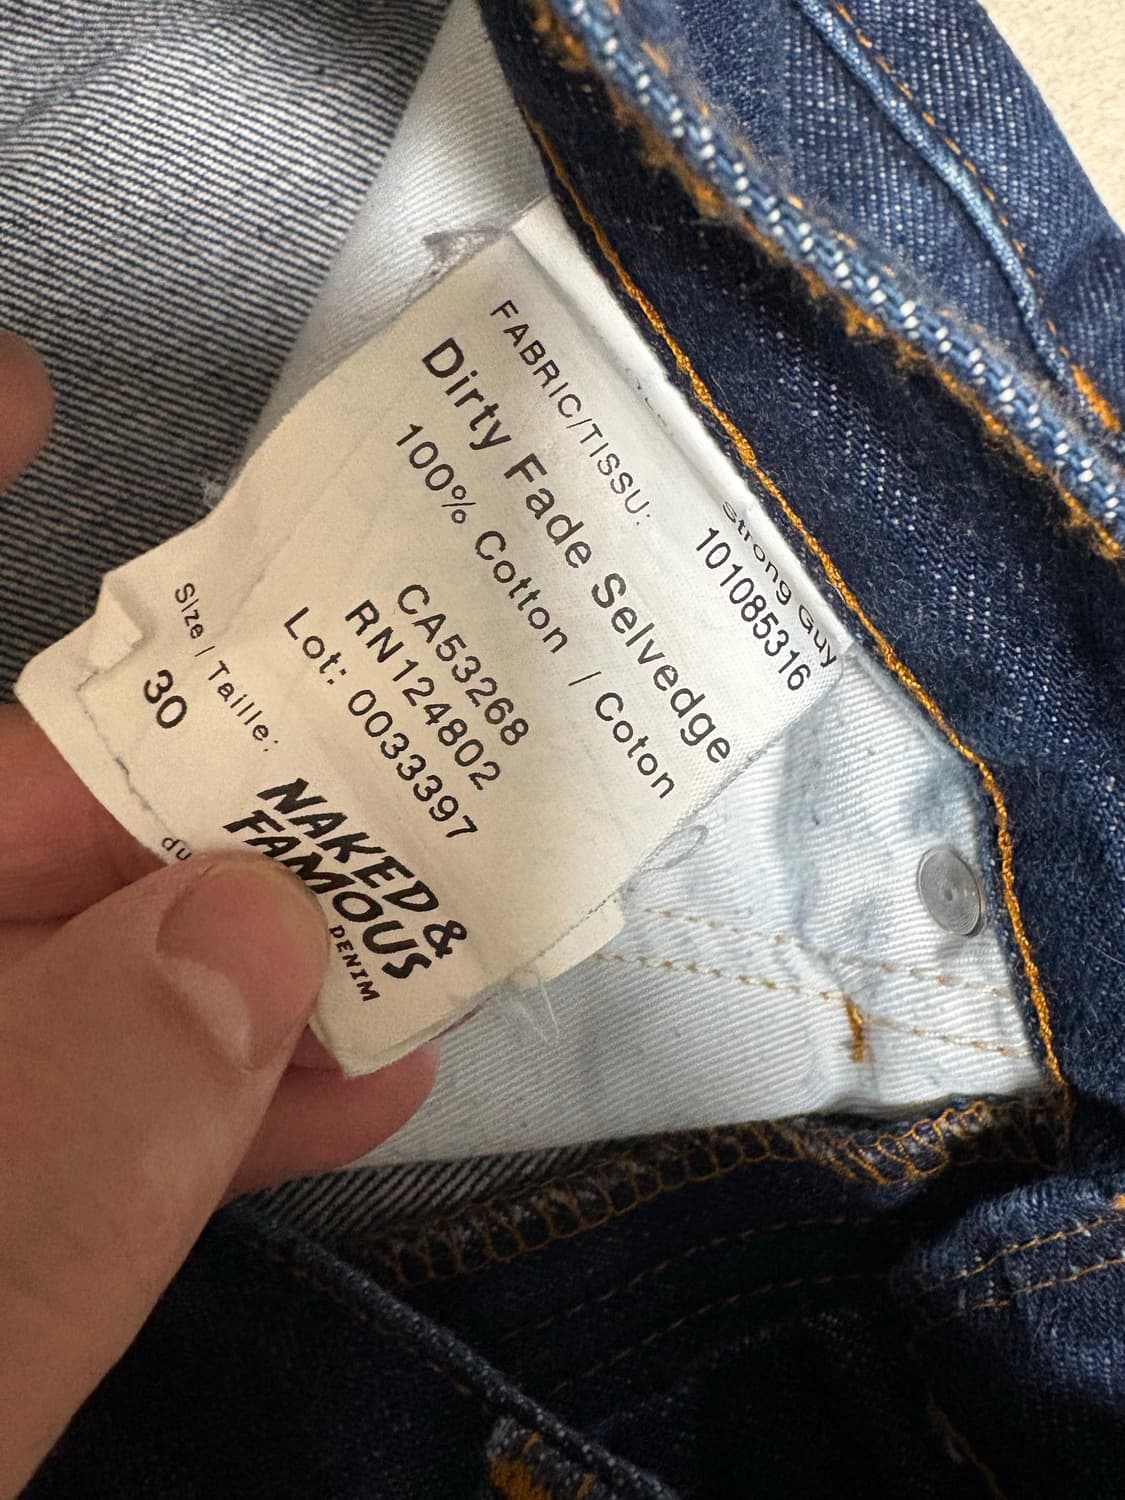 Strong Guy
101085316
FABRIC/TISSU:
Dirty Fade Selvedge
100% Cotton / Coton
CA53268
RN124802
Lot: 0033397
Size / Taille:
30
NAKED &
FAMOUS
DENIM